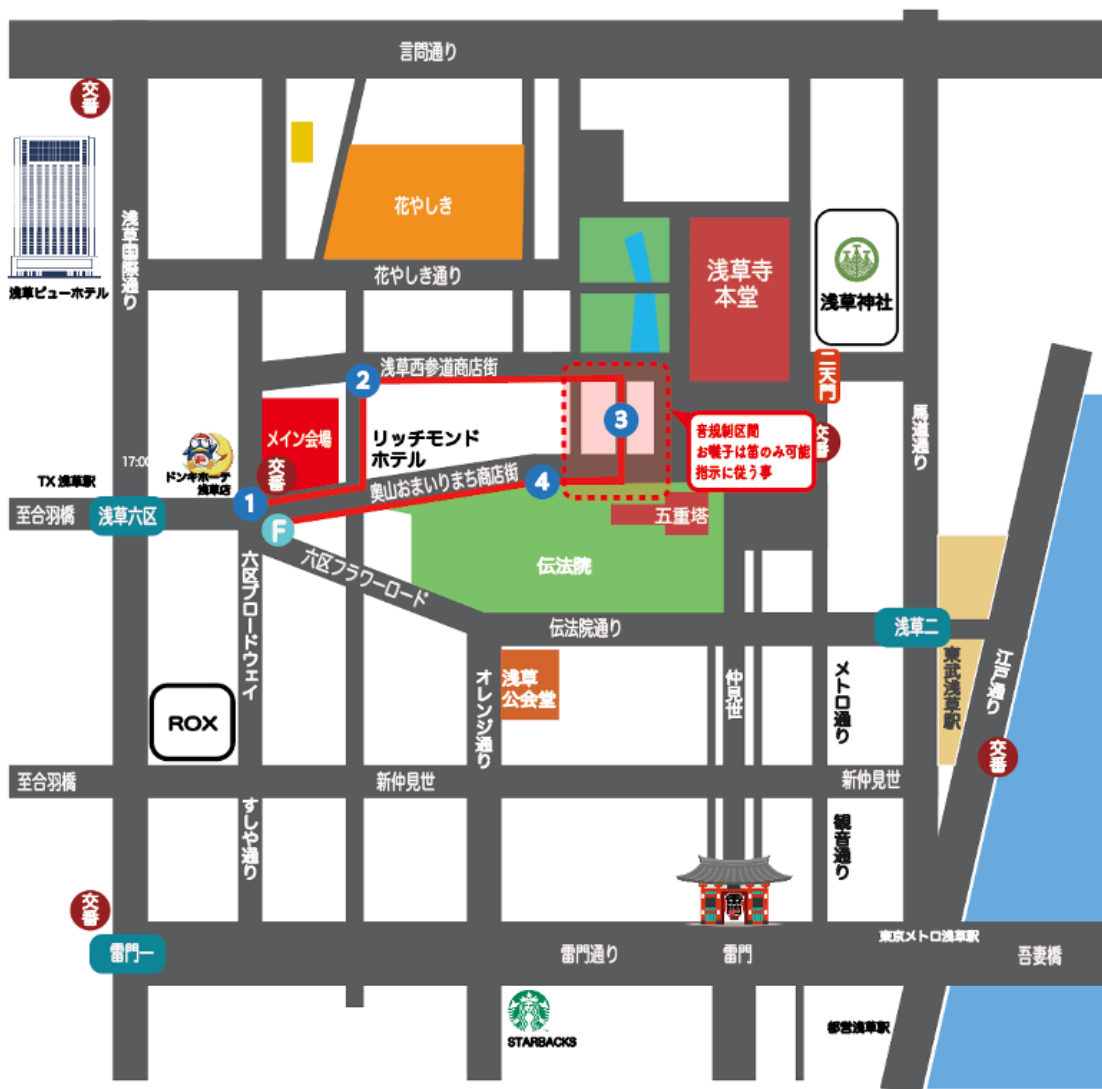 言問通り
交番
浅草国際通り
浅草ビューホテル
花やしき
花やしき通り
浅草寺
本堂
浅草神社
二天門
馬道通り
浅草西参道商店街
2
3
音規制区間
お囃子は笛のみ可能
指示に従う事
交番
メイン会場
リッチモンド
ホテル
交番
17:00
ドンキホーテ
浅草店
TX 浅草駅
奥山おまいりまち商店街
4
1
至合羽橋
浅草六区
F
五重塔
伝法院
六区フラワーロード
六区ブロードウェイ
伝法院通り
浅草二
東武浅草駅
江戸通り
浅草
公会堂
オレンジ通り
仲見世
メトロ通り
ROX
交番
至合羽橋
新仲見世
新仲見世
すしや通り
観音通り
交番
雷門一
雷門通り
雷門
東京メトロ浅草駅
吾妻橋
STARBACKS
都営浅草駅